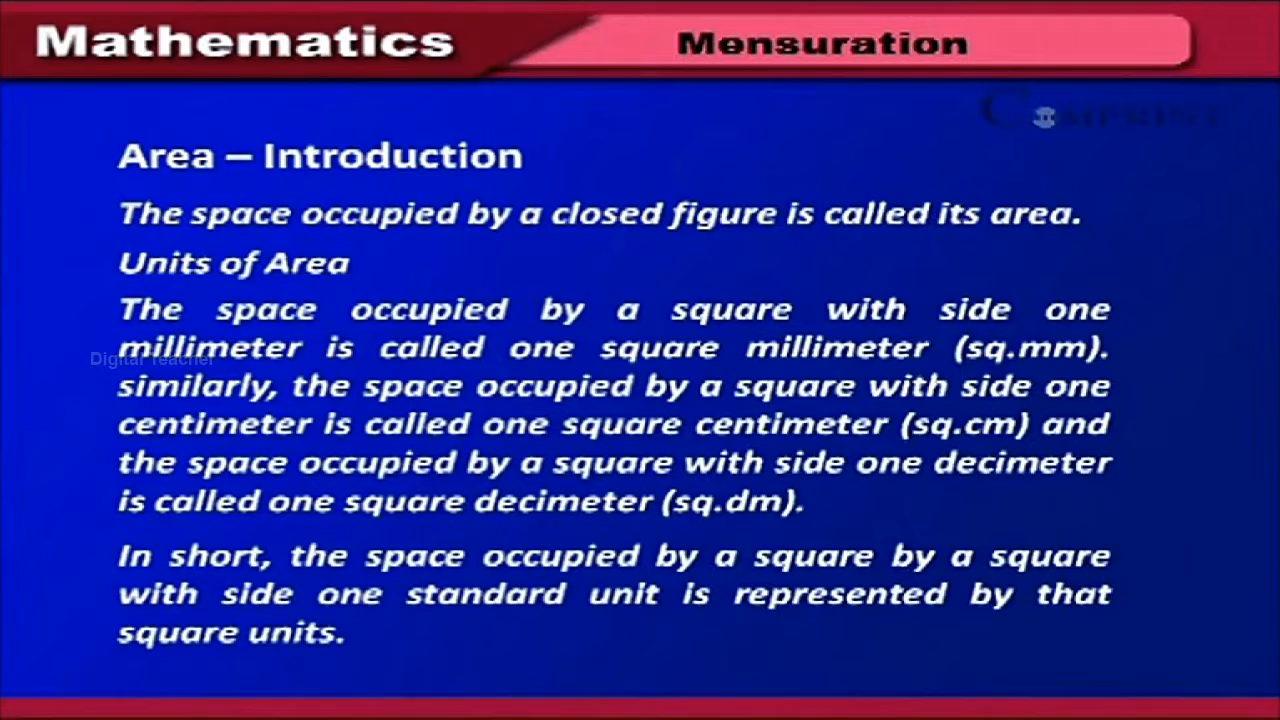 Mathematics
Mensuration
Area – Introduction
The space occupied by a closed figure is called its area.
Units of Area
The space occupied by a square with side one
millimeter is called one square millimeter (sq.mm).
Digital Teacher
similarly, the space occupied by a square with side one
centimeter is called one square centimeter (sq.cm) and
the space occupied by a square with side one decimeter
is called one square decimeter (sq.dm).
In short, the space occupied by a square by a square
with side one standard unit is represented by that
square units.